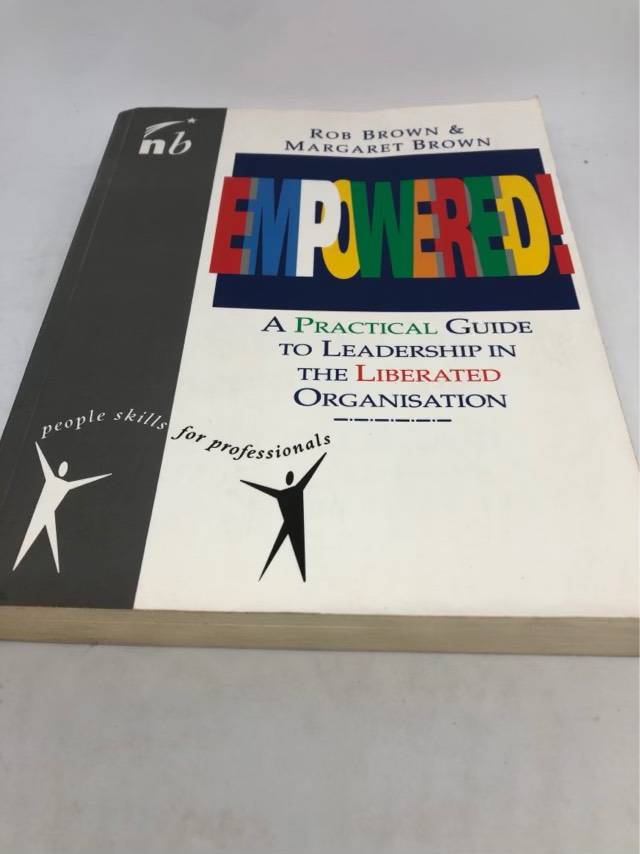 nb
ROB BROWN &
MARGARET BROWN
EMPOWERED!
A PRACTICAL GUIDE
TO LEADERSHIP IN
THE LIBERATED
ORGANISATION
people skills for professionals